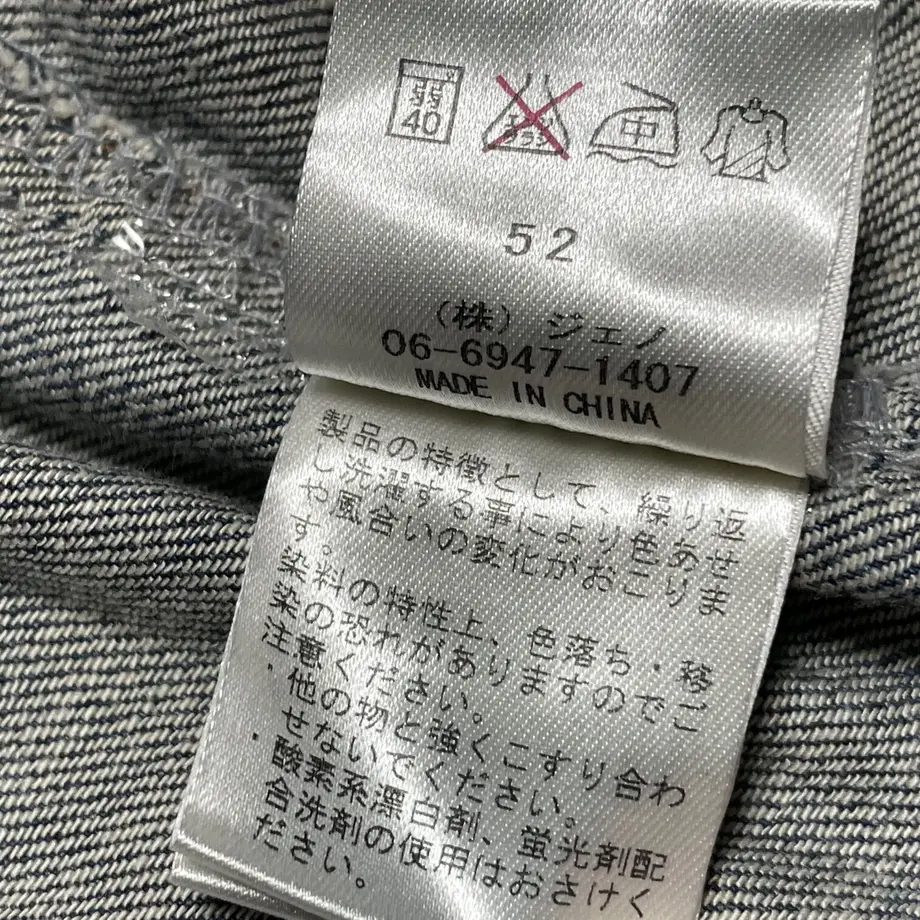 弱
40
エンソ
サラシ
中
52
(株)ジェノ
06-6947-1407
MADE IN CHINA
製品の特徴として、繰り返
し洗濯する事により色あせ
や風合いの変化がおこりま
す。
染料の特性上、色落ち・移
染の恐れがありますのでご
注意ください。
・他の物と強くこすり合わ
せないでください。
・酸素系漂白剤、蛍光剤配
合洗剤の使用はおさけく
ださい。